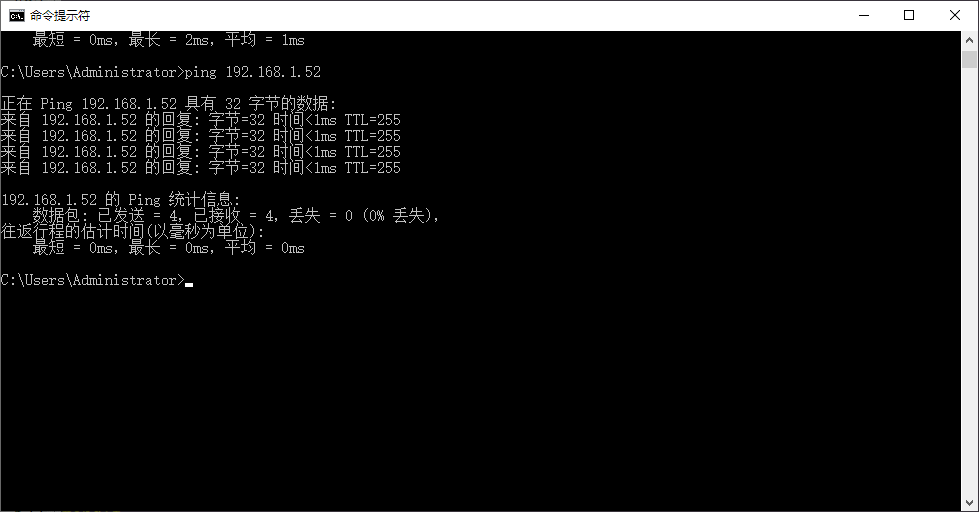 命令提示符
最短 = 0ms，最长 = 2ms，平均 = 1ms
C:\Users\Administrator>ping 192.168.1.52
正在 Ping 192.168.1.52 具有 32 字节的数据:
来自 192.168.1.52 的回复: 字节=32 时间<1ms TTL=255
来自 192.168.1.52 的回复: 字节=32 时间<1ms TTL=255
来自 192.168.1.52 的回复: 字节=32 时间<1ms TTL=255
来自 192.168.1.52 的回复: 字节=32 时间<1ms TTL=255
192.168.1.52 的 Ping 统计信息:
数据包: 已发送 = 4，已接收 = 4，丢失 = 0 (0% 丢失)，
往返行程的估计时间(以毫秒为单位):
最短 = 0ms，最长 = 0ms，平均 = 0ms
C:\Users\Administrator>